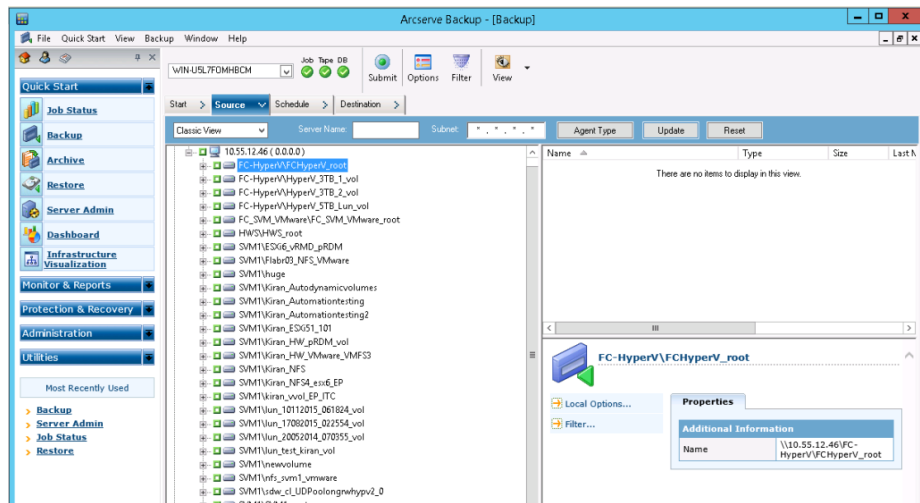 Arcserve Backup - [Backup]
File Quick Start View Backup Window Help
WIN-U5L7FOMHBCM
Job Tape DB
Submit Options Filter View
Quick Start
Job Status
Backup
Archive
Restore
Server Admin
Dashboard
Infrastructure
Visualization
Monitor & Reports
Protection & Recovery
Administration
Utilities
Most Recently Used
Backup
Server Admin
Job Status
Restore
Start > Source Schedule > Destination >
Classic View Server Name: Subnet: * . * . * . * Agent Type Update Reset
10.55.12.46 ( 0.0.0.0 )
FC-HyperV\FCHyperV_root
FC-HyperV\HyperV_3TB_1_vol
FC-HyperV\HyperV_3TB_2_vol
FC-HyperV\HyperV_5TB_Lun_vol
FC_SVM_VMware\FC_SVM_VMware_root
HWS\HWS_root
SVM1\ESXi6_vRMD_pRDM
SVM1\Flabr03_NFS_VMware
SVM1\huge
SVM1\Kiran_Autodynamicvolumes
SVM1\Kiran_Automationtesting
SVM1\Kiran_Automationtesting2
SVM1\Kiran_ESXi51_101
SVM1\Kiran_HW_pRDM_vol
SVM1\Kiran_HW_VMware_VMFS3
SVM1\Kiran_NFS
SVM1\Kiran_NFS4_esx6_EP
SVM1\kiran_vvol_EP_ITC
SVM1\lun_10112015_061824_vol
SVM1\lun_17082015_022554_vol
SVM1\lun_20052014_070355_vol
SVM1\lun_test_kiran_vol
SVM1\newvolume
SVM1\nfs_svm1_vmware
SVM1\sdw_cl_UDPoolongrwhypv2_0
Name Type Size Last M
There are no items to display in this view.
FC-HyperV\FCHyperV_root
Local Options...
Filter...
Properties
Additional Information
Name \\10.55.12.46\FC-
HyperV\FCHyperV_root